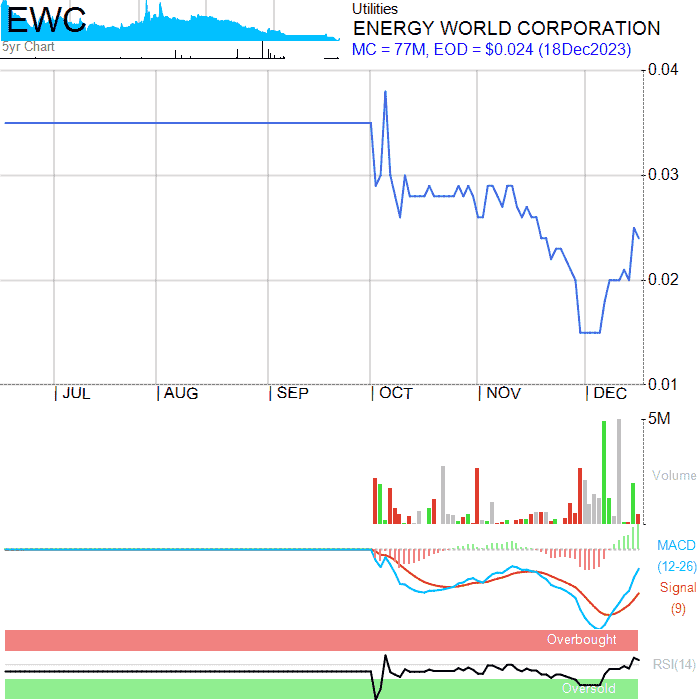 EWC
5yr Chart
Utilities
ENERGY WORLD CORPORATION
MC = 77M, EOD = $0.024 (18Dec2023)
0.04
0.03
0.02
0.01
JUL AUG SEP OCT NOV DEC
5M
Volume
MACD
(12-26)
Signal
(9)
Overbought
RSI(14)
Oversold